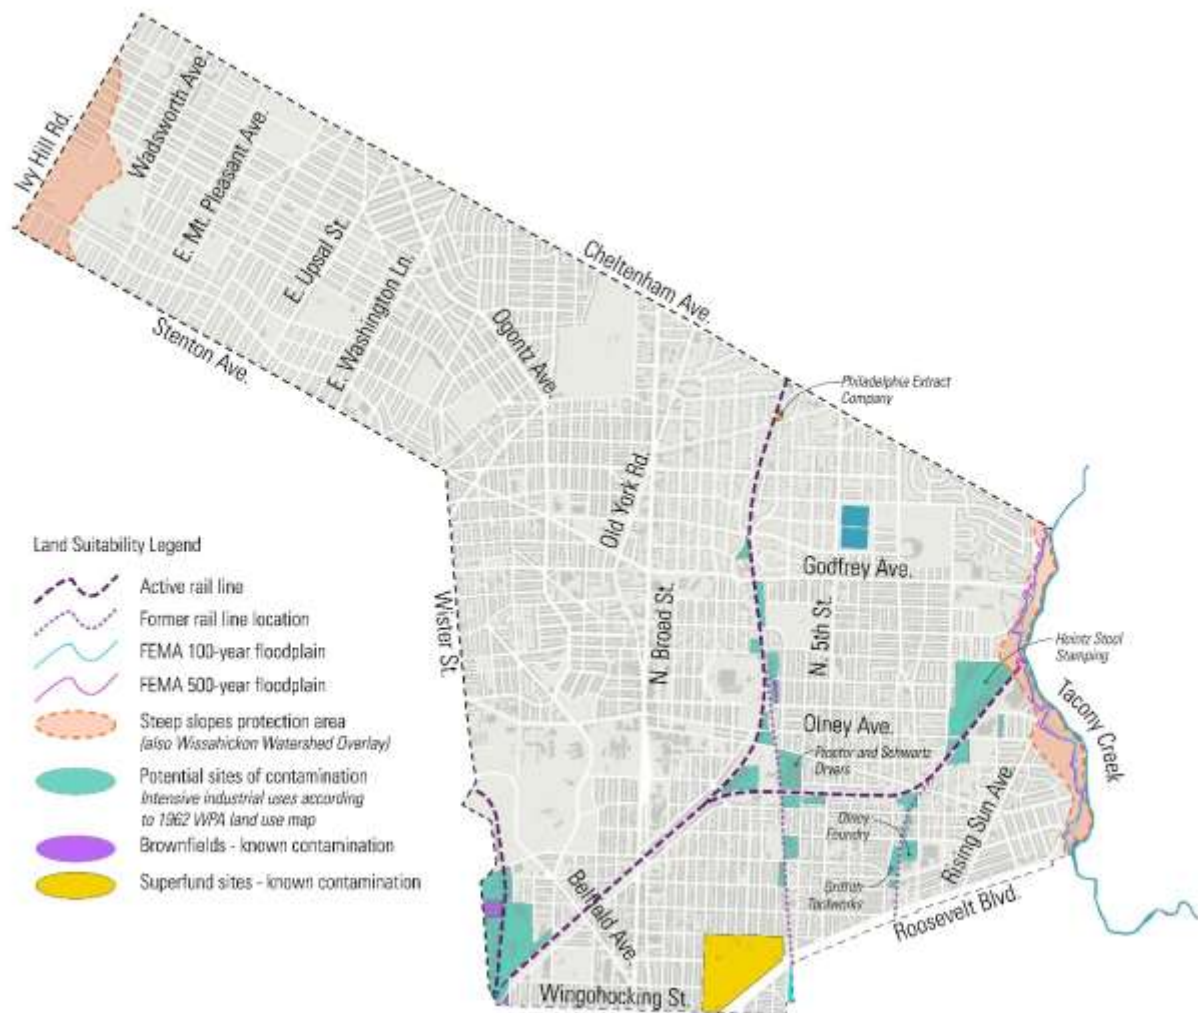 Ivy Hill Rd.
Wadsworth Ave.
E. Mt. Pleasant Ave.
E. Upsal St.
E. Washington Ln.
Stenton Ave.
Ogontz Ave.
Cheltenham Ave.
Philadelphia Extract
Company
Old York Rd.
Godfrey Ave.
N. Broad St.
N. 5th St.
Wister St.
Heintz Steel
Stamping
Tacony Creek
Olney Ave.
Proctor and Schwartz
Dryers
Olney
Foundry
Rising Sun Ave.
Griffith
Toolworks
Belfield Ave.
Roosevelt Blvd.
Wingohocking St.
Land Suitability Legend
Active rail line
Former rail line location
FEMA 100-year floodplain
FEMA 500-year floodplain
Steep slopes protection area
(also Wissahickon Watershed Overlay)
Potential sites of contamination
Intensive industrial uses according
to 1962 WPA land use map
Brownfields - known contamination
Superfund sites - known contamination